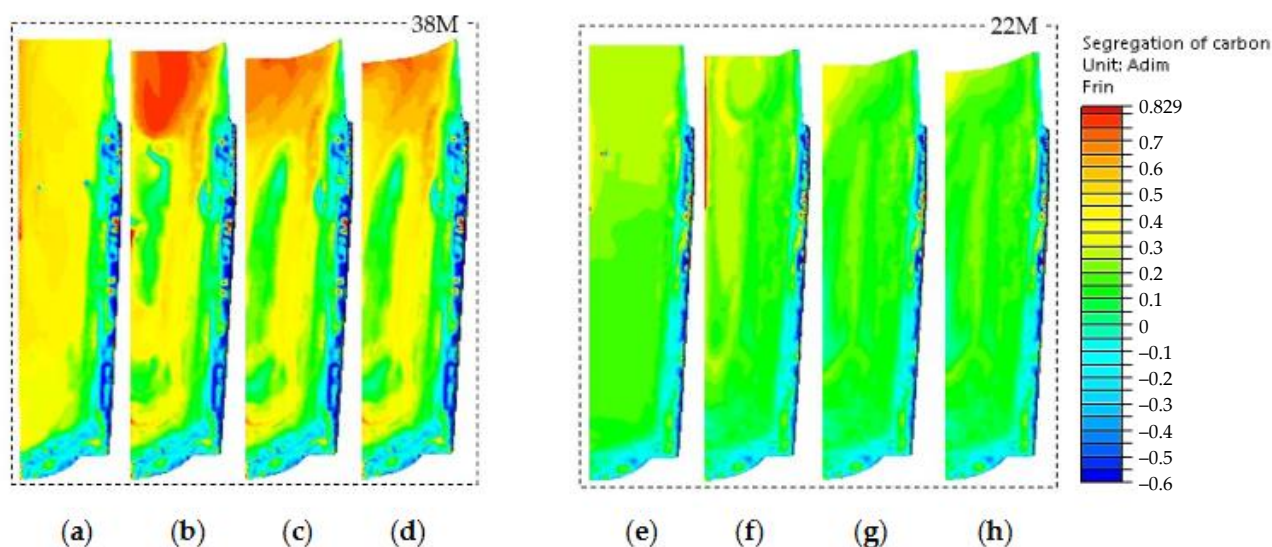 38M
22M
Segregation of carbon
Unit: Adim
Frin
0.829
0.7
0.6
0.5
0.4
0.3
0.2
0.1
0
−0.1
−0.2
−0.3
−0.4
−0.5
−0.6
(a) (b) (c) (d) (e) (f) (g) (h)